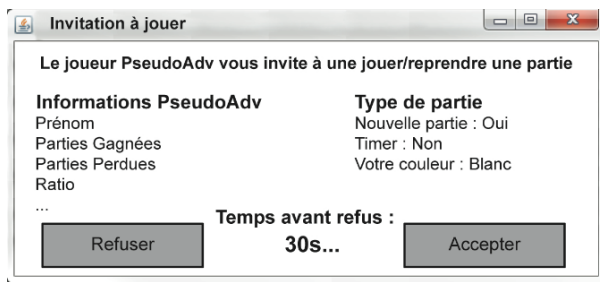 Invitation à jouer
Le joueur PseudoAdv vous invite à une jouer/reprendre une partie
Informations PseudoAdv
Prénom
Parties Gagnées
Parties Perdues
Ratio
...
Type de partie
Nouvelle partie : Oui
Timer : Non
Votre couleur : Blanc
Temps avant refus :
30s...
Refuser
Accepter